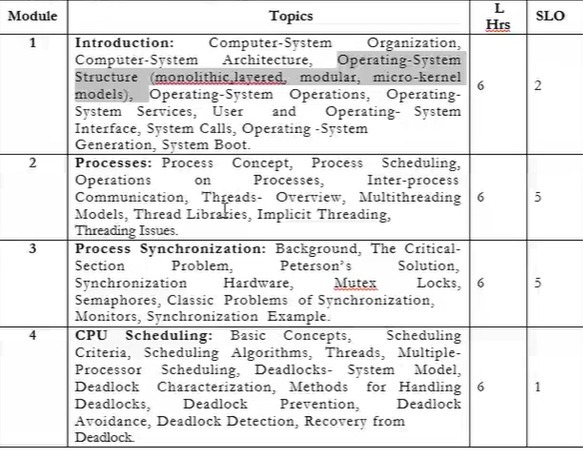 Module Topics L Hrs SLO
1 Introduction: Computer-System Organization,
Computer-System Architecture, Operating-System
Structure (monolithic,layered, modular, micro-kernel 6 2
models), Operating-System Operations, Operating-
System Services, User and Operating- System
Interface, System Calls, Operating -System
Generation, System Boot.
2 Processes: Process Concept, Process Scheduling,
Operations on Processes, Inter-process
Communication, Threads- Overview, Multithreading 6 5
Models, Thread Libraries, Implicit Threading,
Threading Issues.
3 Process Synchronization: Background, The Critical-
Section Problem, Peterson's Solution,
Synchronization Hardware, Mutex Locks, 6 5
Semaphores, Classic Problems of Synchronization,
Monitors, Synchronization Example.
4 CPU Scheduling: Basic Concepts, Scheduling
Criteria, Scheduling Algorithms, Threads, Multiple-
Processor Scheduling, Deadlocks- System Model,
Deadlock Characterization, Methods for Handling 6 1
Deadlocks, Deadlock Prevention, Deadlock
Avoidance, Deadlock Detection, Recovery from
Deadlock.